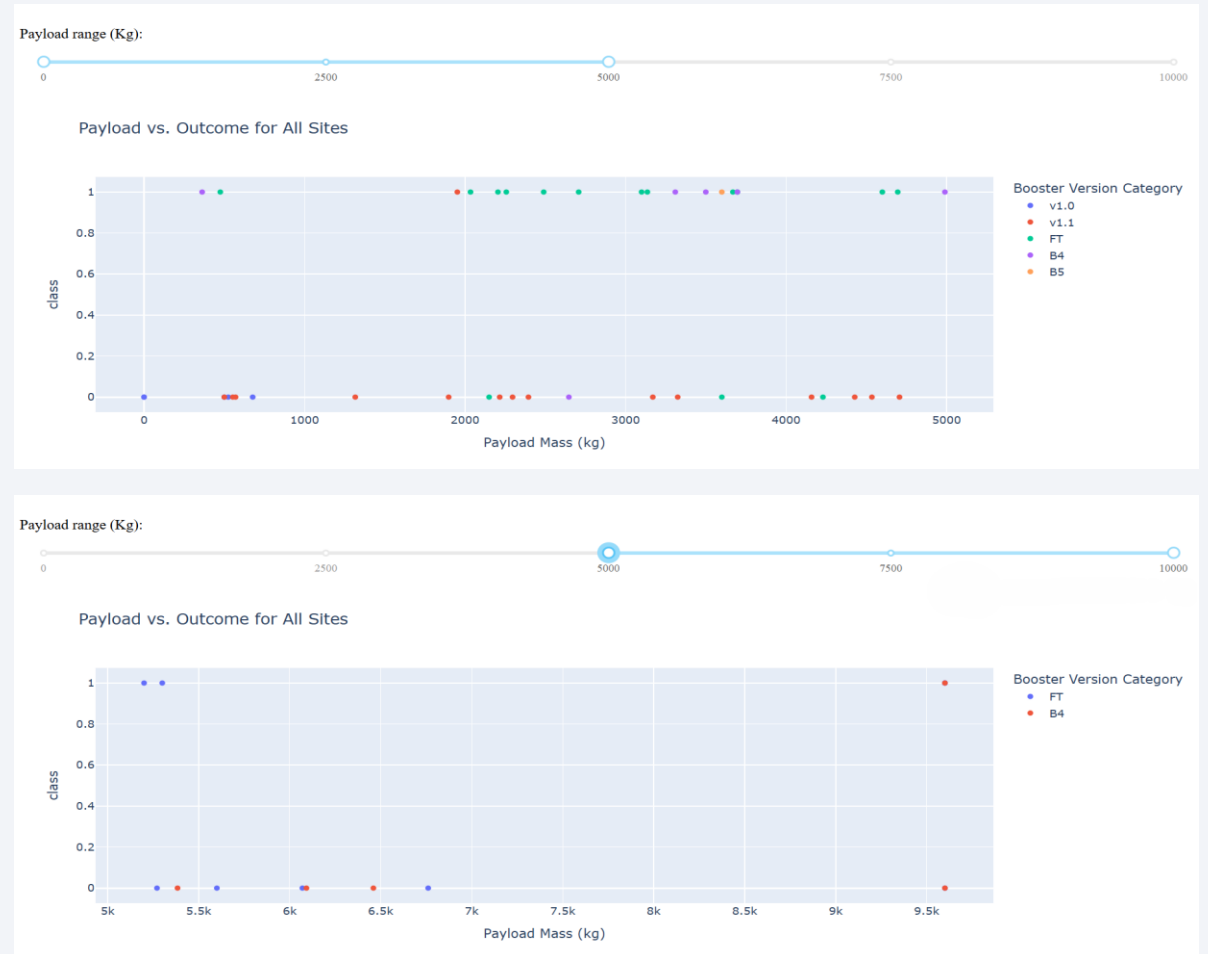 Payload range (Kg):
0 2500 5000 7500 10000
Payload vs. Outcome for All Sites
1
0.8
0.6
0.4
0.2
0
class
0 1000 2000 3000 4000 5000
Payload Mass (kg)
Booster Version Category
v1.0
v1.1
FT
B4
B5
Payload range (Kg):
0 2500 5000 7500 10000
Payload vs. Outcome for All Sites
1
0.8
0.6
0.4
0.2
0
class
5k 5.5k 6k 6.5k 7k 7.5k 8k 8.5k 9k 9.5k
Payload Mass (kg)
Booster Version Category
FT
B4